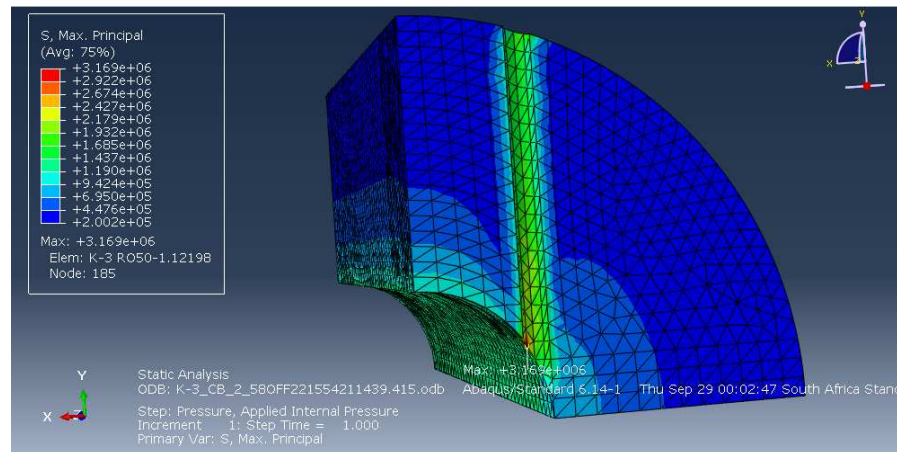 S, Max. Principal
(Avg: 75%)
+3.169e+06
+2.922e+06
+2.674e+06
+2.427e+06
+2.179e+06
+1.932e+06
+1.685e+06
+1.437e+06
+1.190e+06
+9.424e+05
+6.950e+05
+4.476e+05
+2.002e+05
Max: +3.169e+06
Elem: K-3 RO50-1.12198
Node: 185
Y
X
Z
Max: +3.169e+006
Static Analysis
ODB: K-3_CB_2_58OFF221554211439.415.odb Abaqus/Standard 6.14-1 Thu Sep 29 00:02:47 South Africa Stan
Y
X
Step: Pressure, Applied Internal Pressure
Increment 1: Step Time = 1.000
Primary Var: S, Max. Principal